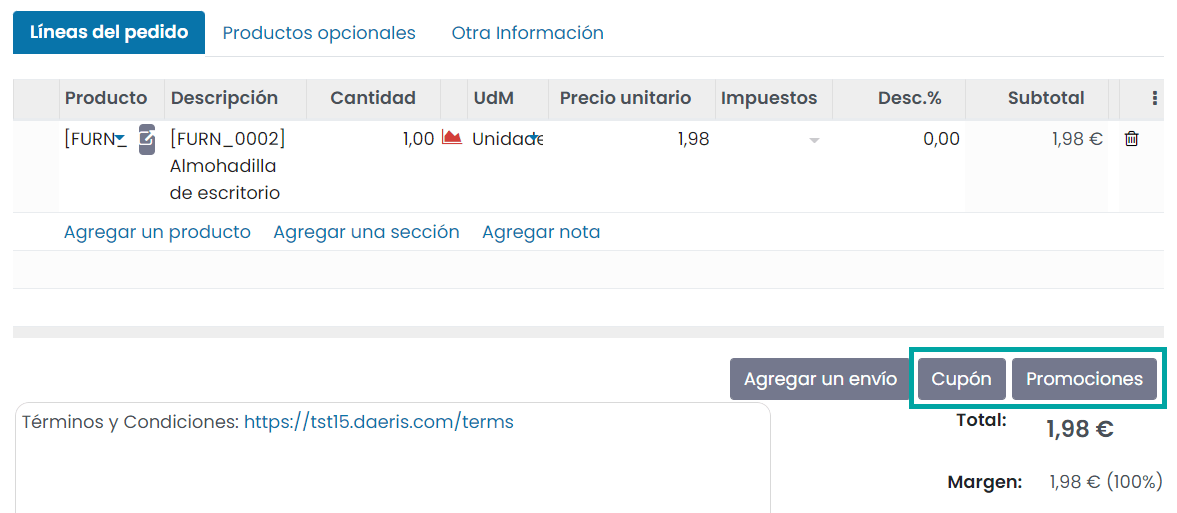 Líneas del pedido Productos opcionales Otra Información
Producto Descripción Cantidad UdM Precio unitario Impuestos Desc.% Subtotal
[FURN_ [FURN_0002] 1,00 Unidade 1,98 0,00 1,98 €
Almohadilla
de escritorio
Agregar un producto Agregar una sección Agregar nota
Agregar un envío Cupón Promociones
Términos y Condiciones: https://tst15.daeris.com/terms
Total: 1,98 €
Margen: 1,98 € (100%)